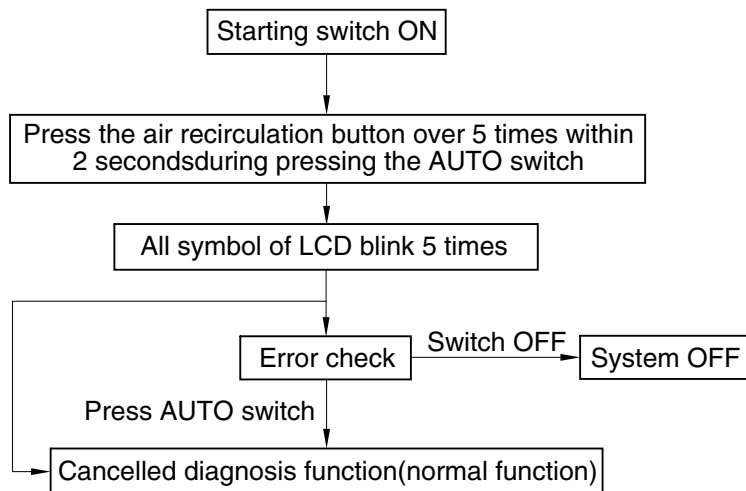 Starting switch ON
Press the air recirculation button over 5 times within
2 secondsduring pressing the AUTO switch
All symbol of LCD blink 5 times
Error check
Switch OFF
System OFF
Press AUTO switch
Cancelled diagnosis function(normal function)